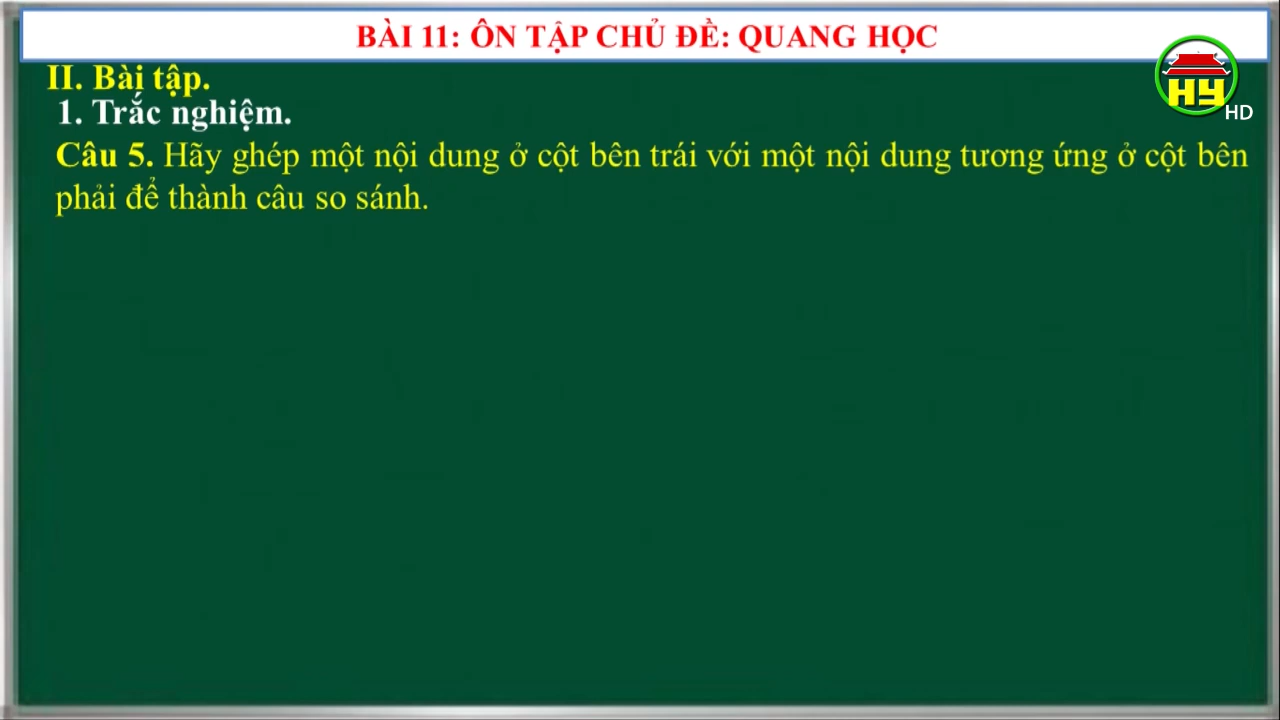 BÀI 11: ÔN TẬP CHỦ ĐỀ: QUANG HỌC
II. Bài tập.
1. Trắc nghiệm.
Câu 5. Hãy ghép một nội dung ở cột bên trái với một nội dung tương ứng ở cột bên
phải để thành câu so sánh.
HY
HD